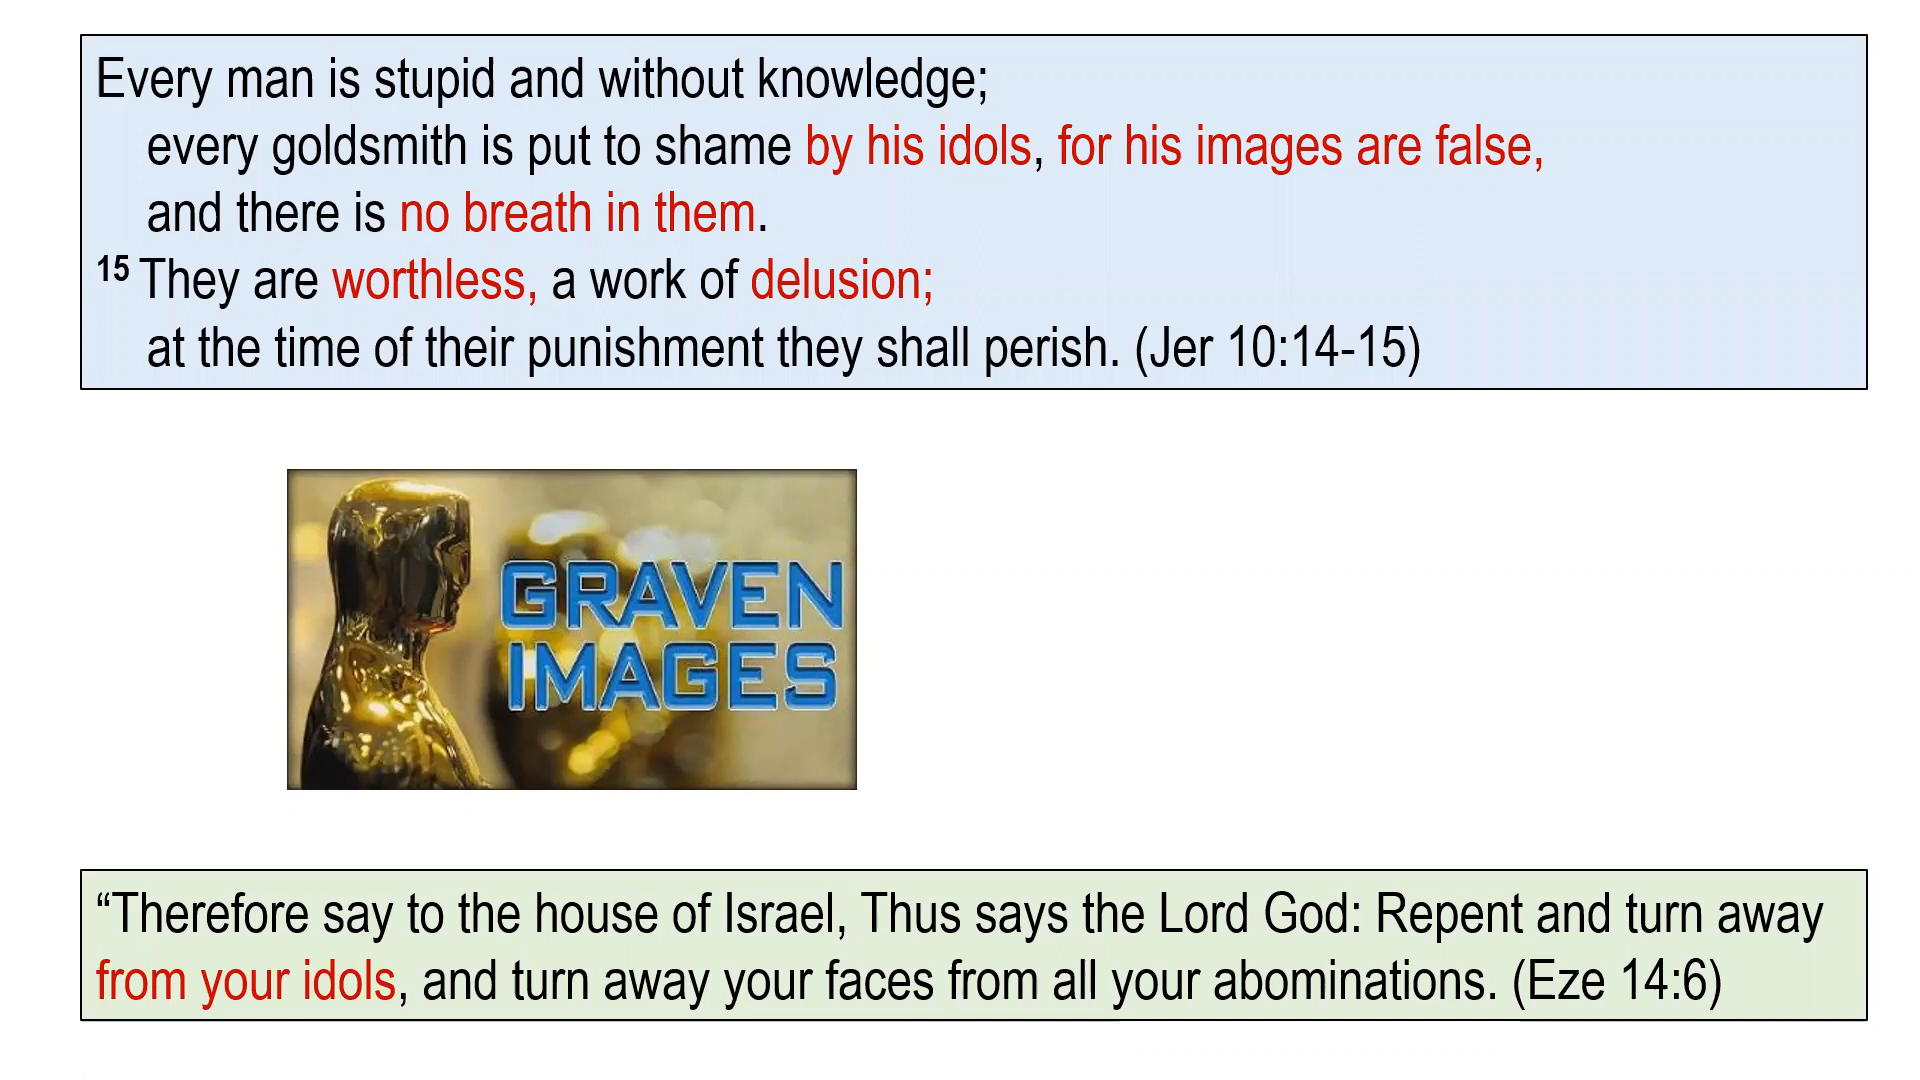 Every man is stupid and without knowledge;
every goldsmith is put to shame by his idols, for his images are false,
and there is no breath in them.
15 They are worthless, a work of delusion;
at the time of their punishment they shall perish. (Jer 10:14-15)
GRAVEN
IMAGES
“Therefore say to the house of Israel, Thus says the Lord God: Repent and turn away
from your idols, and turn away your faces from all your abominations. (Eze 14:6)